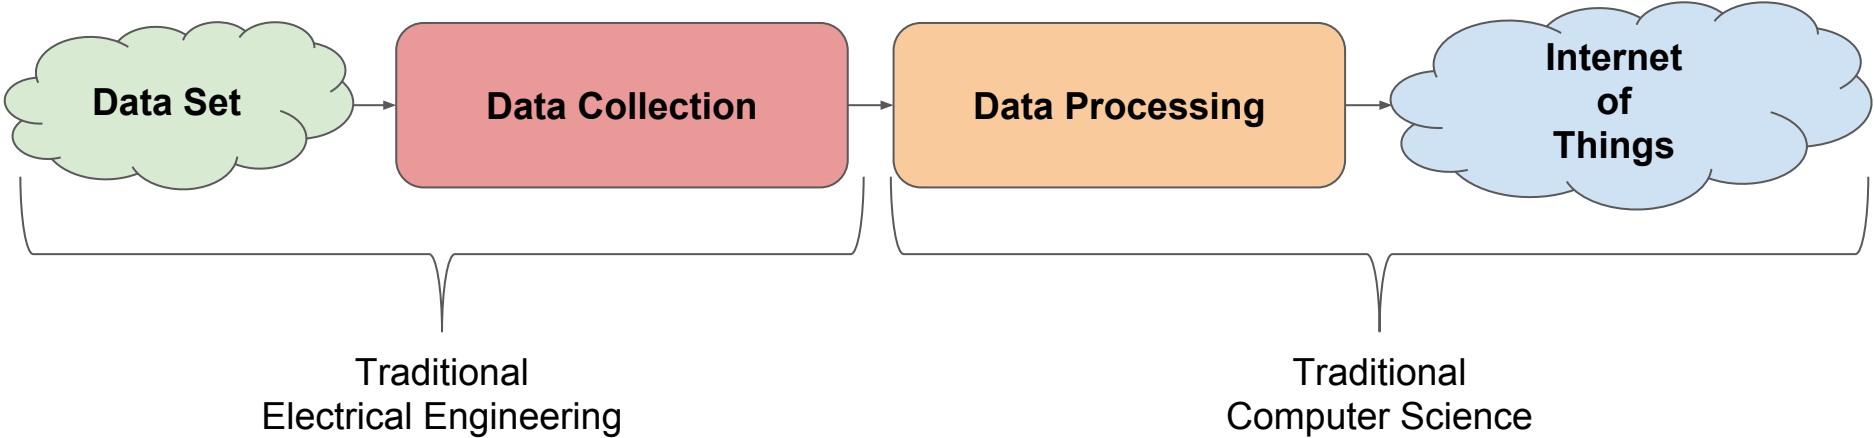 Data Set
Data Collection
Data Processing
Internet
of
Things
Traditional
Electrical Engineering
Traditional
Computer Science